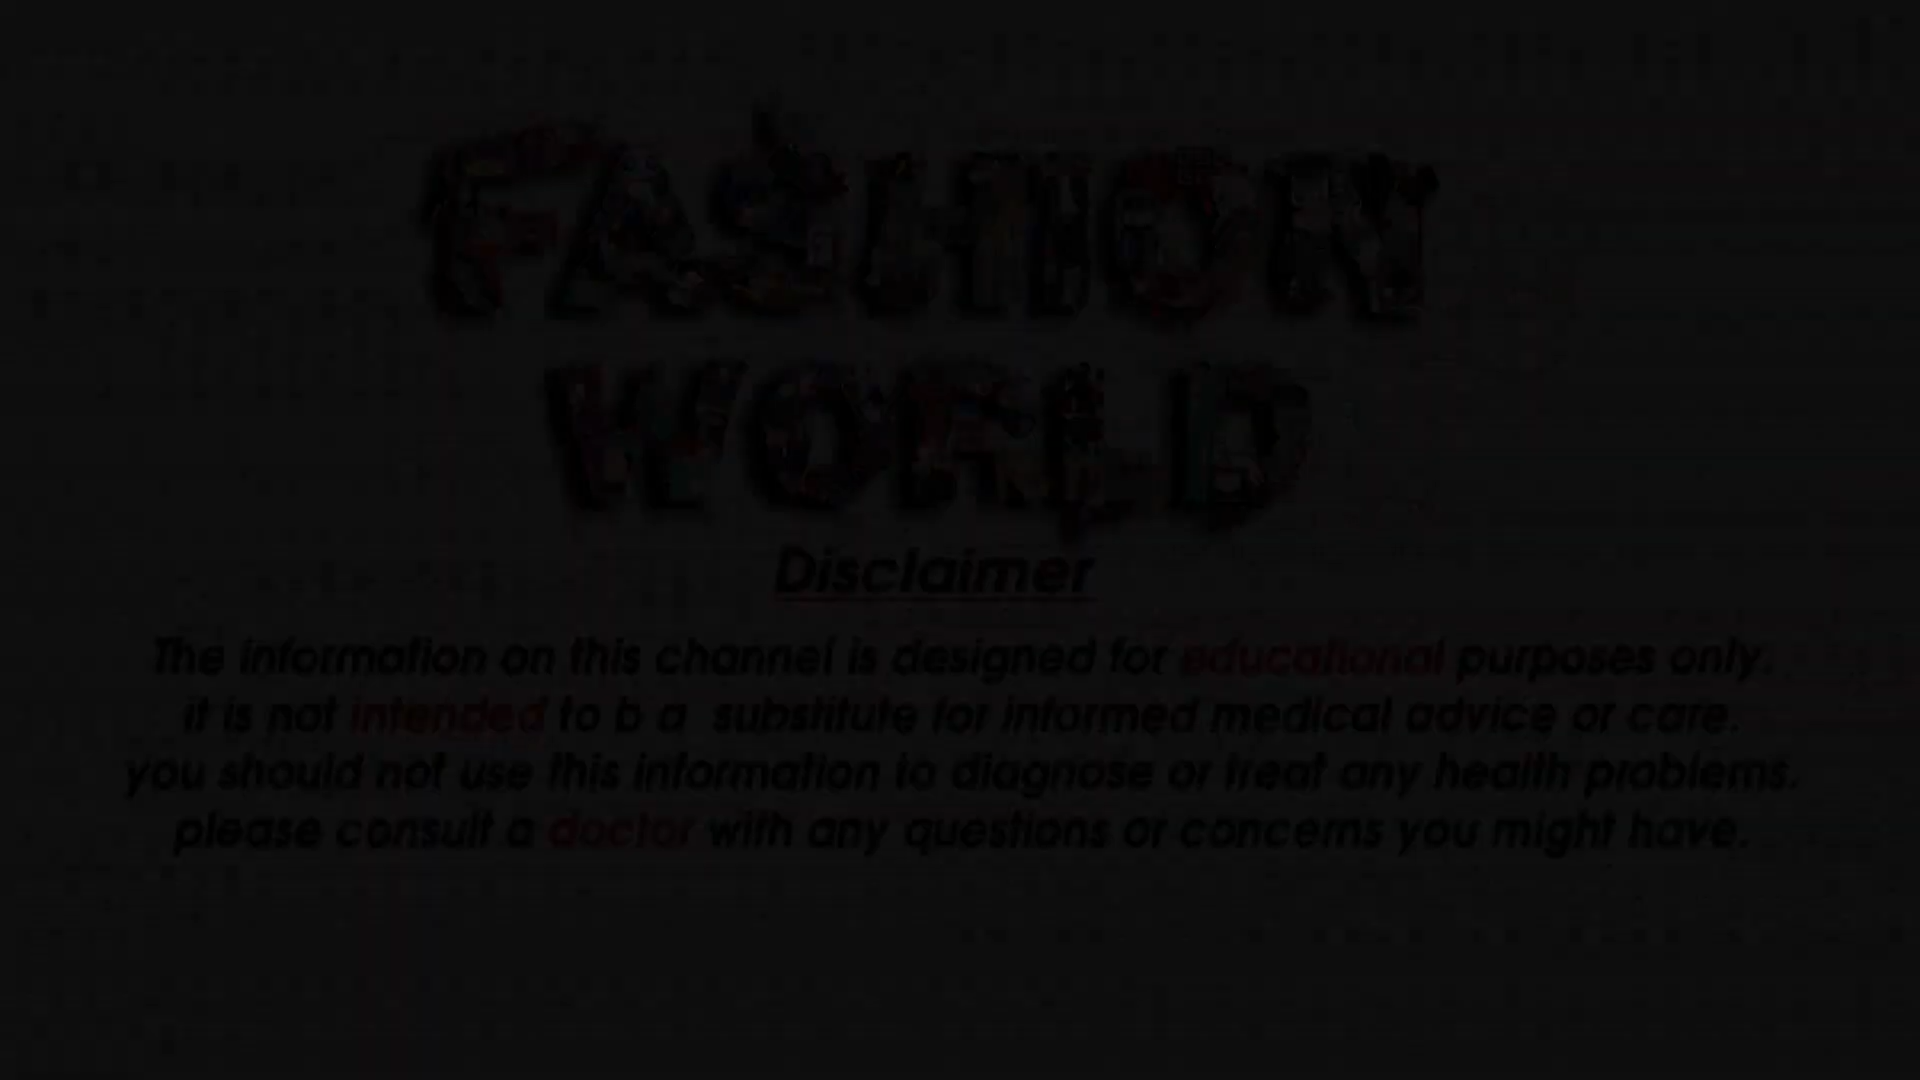 FASHION
WORLD
Disclaimer
The information on this channel is designed for educational purposes only.
it is not intended to b a substitute for informed medical advice or care.
you should not use this information to diagnose or treat any health problems.
please consult a doctor with any questions or concerns you might have.